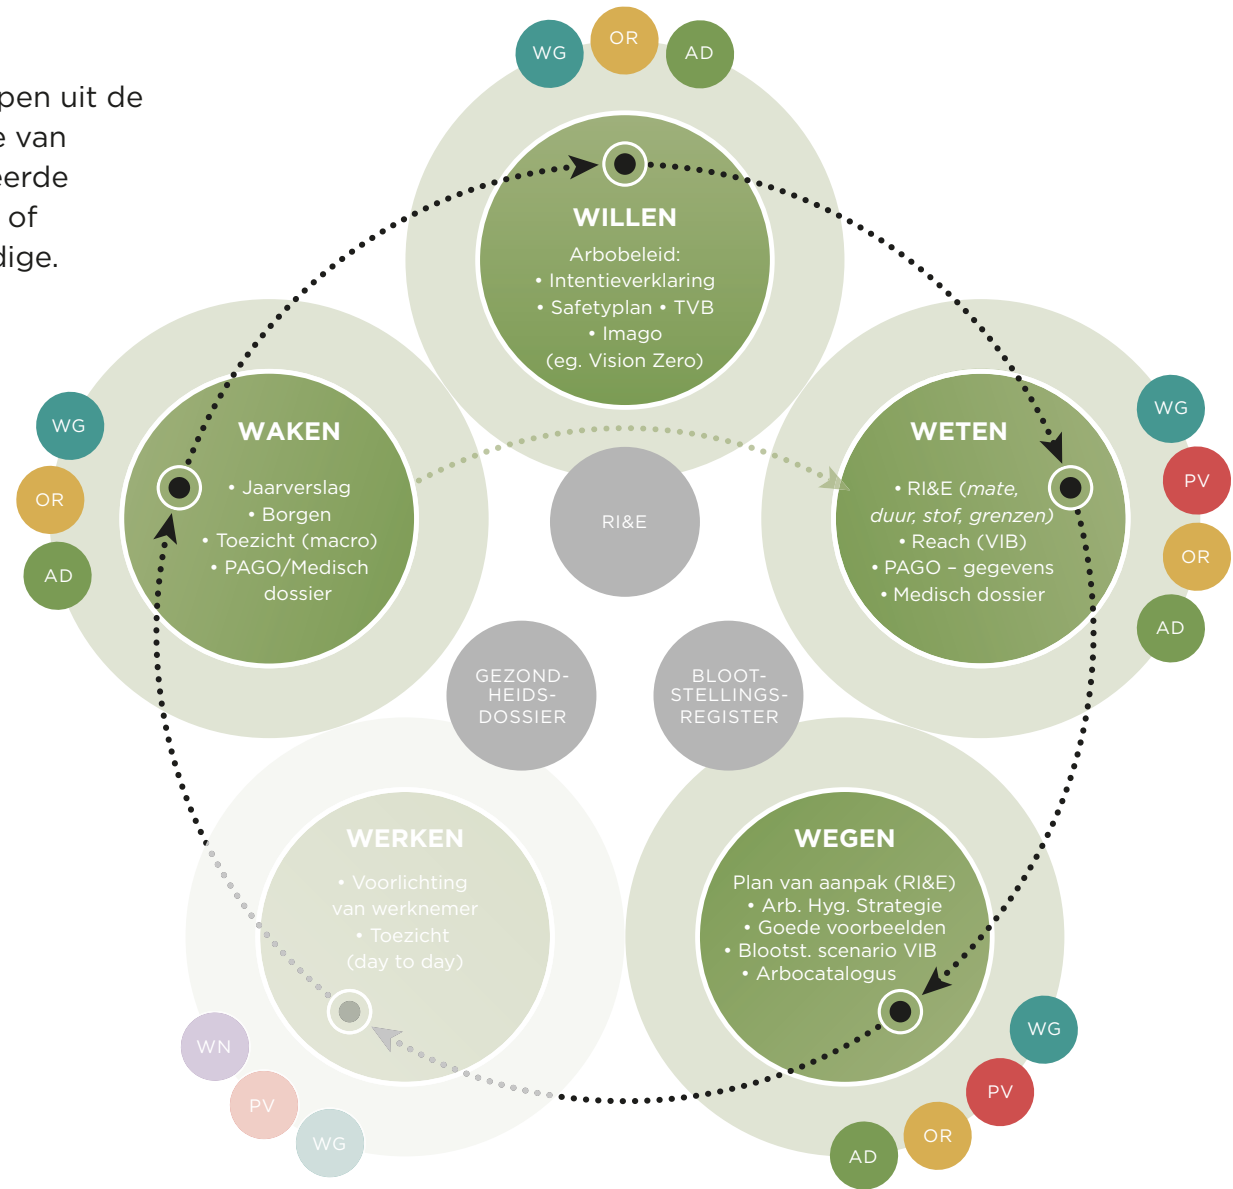 pen uit de
e van
eerde
of
dige.
WG
OR
AD
WILLEN
Arbobeleid:
• Intentieverklaring
• Safetyplan • TVB
• Imago
(eg. Vision Zero)
WG
OR
AD
WAKEN
• Jaarverslag
• Borgen
• Toezicht (macro)
• PAGO/Medisch
dossier
WETEN
• RI&E (mate,
duur, stof, grenzen)
• Reach (VIB)
• PAGO – gegevens
• Medisch dossier
WG
PV
OR
AD
RI&E
GEZOND-
HEIDS-
DOSSIER
BLOOT-
STELLINGS-
REGISTER
WERKEN
• Voorlichting
van werknemer
• Toezicht
(day to day)
WN
PV
WG
WEGEN
Plan van aanpak (RI&E)
• Arb. Hyg. Strategie
• Goede voorbeelden
• Blootst. scenario VIB
• Arbocatalogus
WG
PV
OR
AD